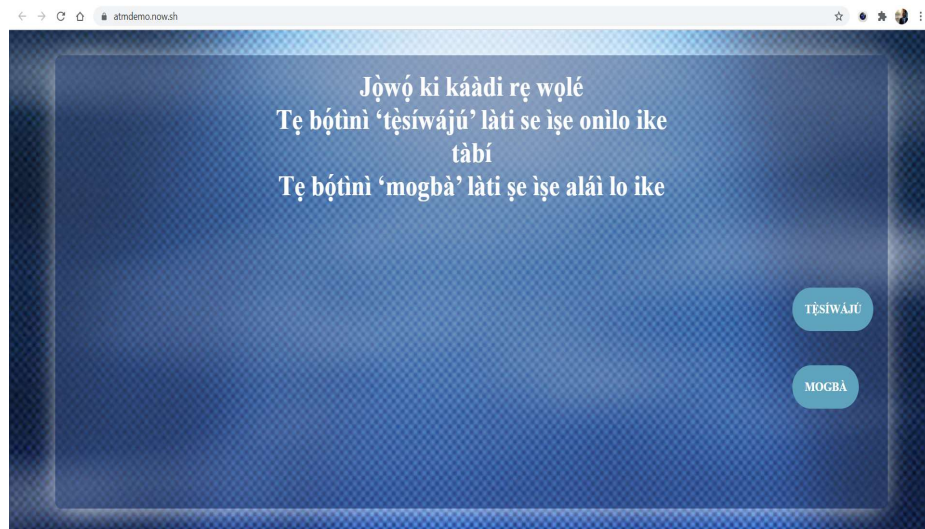 atmdemo.now.sh
Jọ̀wọ́ ki káàdi rẹ wọlé
Tẹ bọ́tìnì ‘tẹ̀síwájú’ làti se ìṣe onìlo ike
tàbí
Tẹ bọ́tìnì ‘mogbà’ làti ṣe ìṣe aláì lo ike
TẸ̀SÍWÁJÚ
MOGBÀ